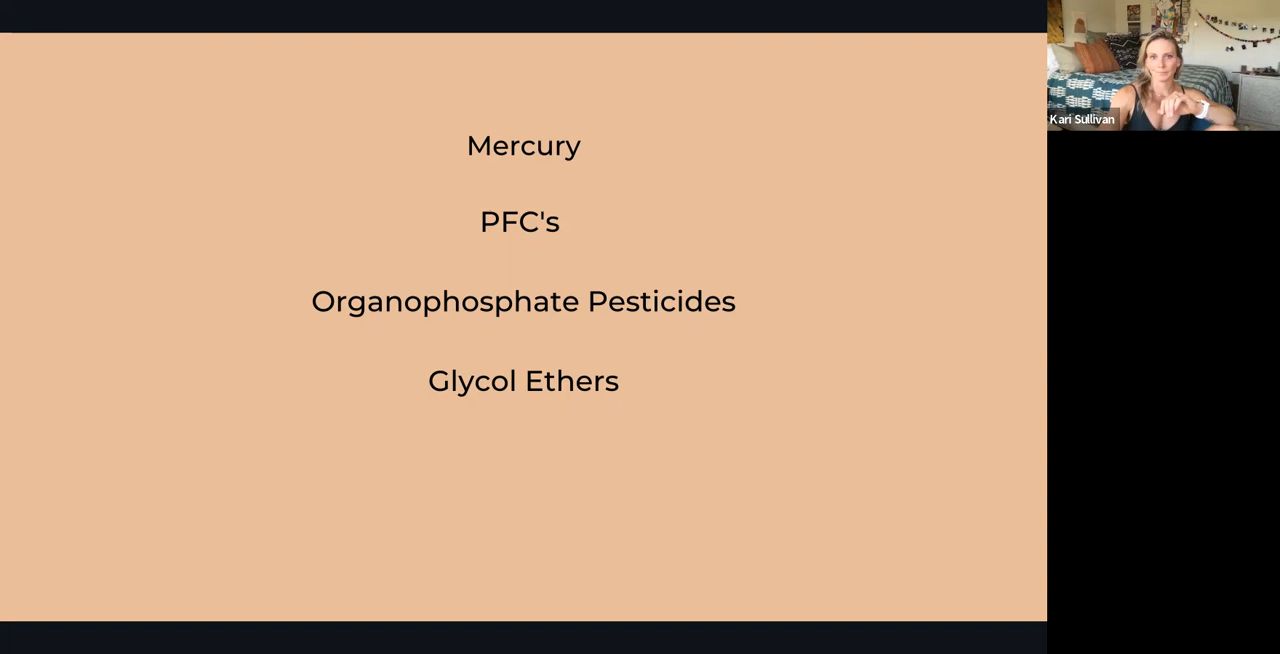 Mercury
PFC's
Organophosphate Pesticides
Glycol Ethers
Kari Sullivan